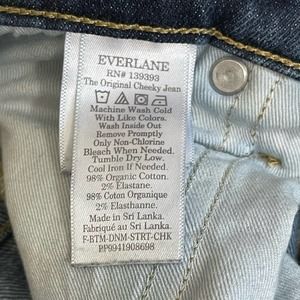 EVERLANE
RN# 139393
The Original Cheeky Jean
Machine Wash Cold
With Like Colors.
Wash Inside Out
Remove Promptly
Only Non-Chlorine
Bleach When Needed.
Tumble Dry Low.
Cool Iron If Needed.
98% Organic Cotton.
2% Elastane.
98% Coton Organique
2% Elasthanne.
Made in Sri Lanka.
Fabriqué au Sri Lanka.
F-BTM-DNM-STRT-CHK
PP9941908698